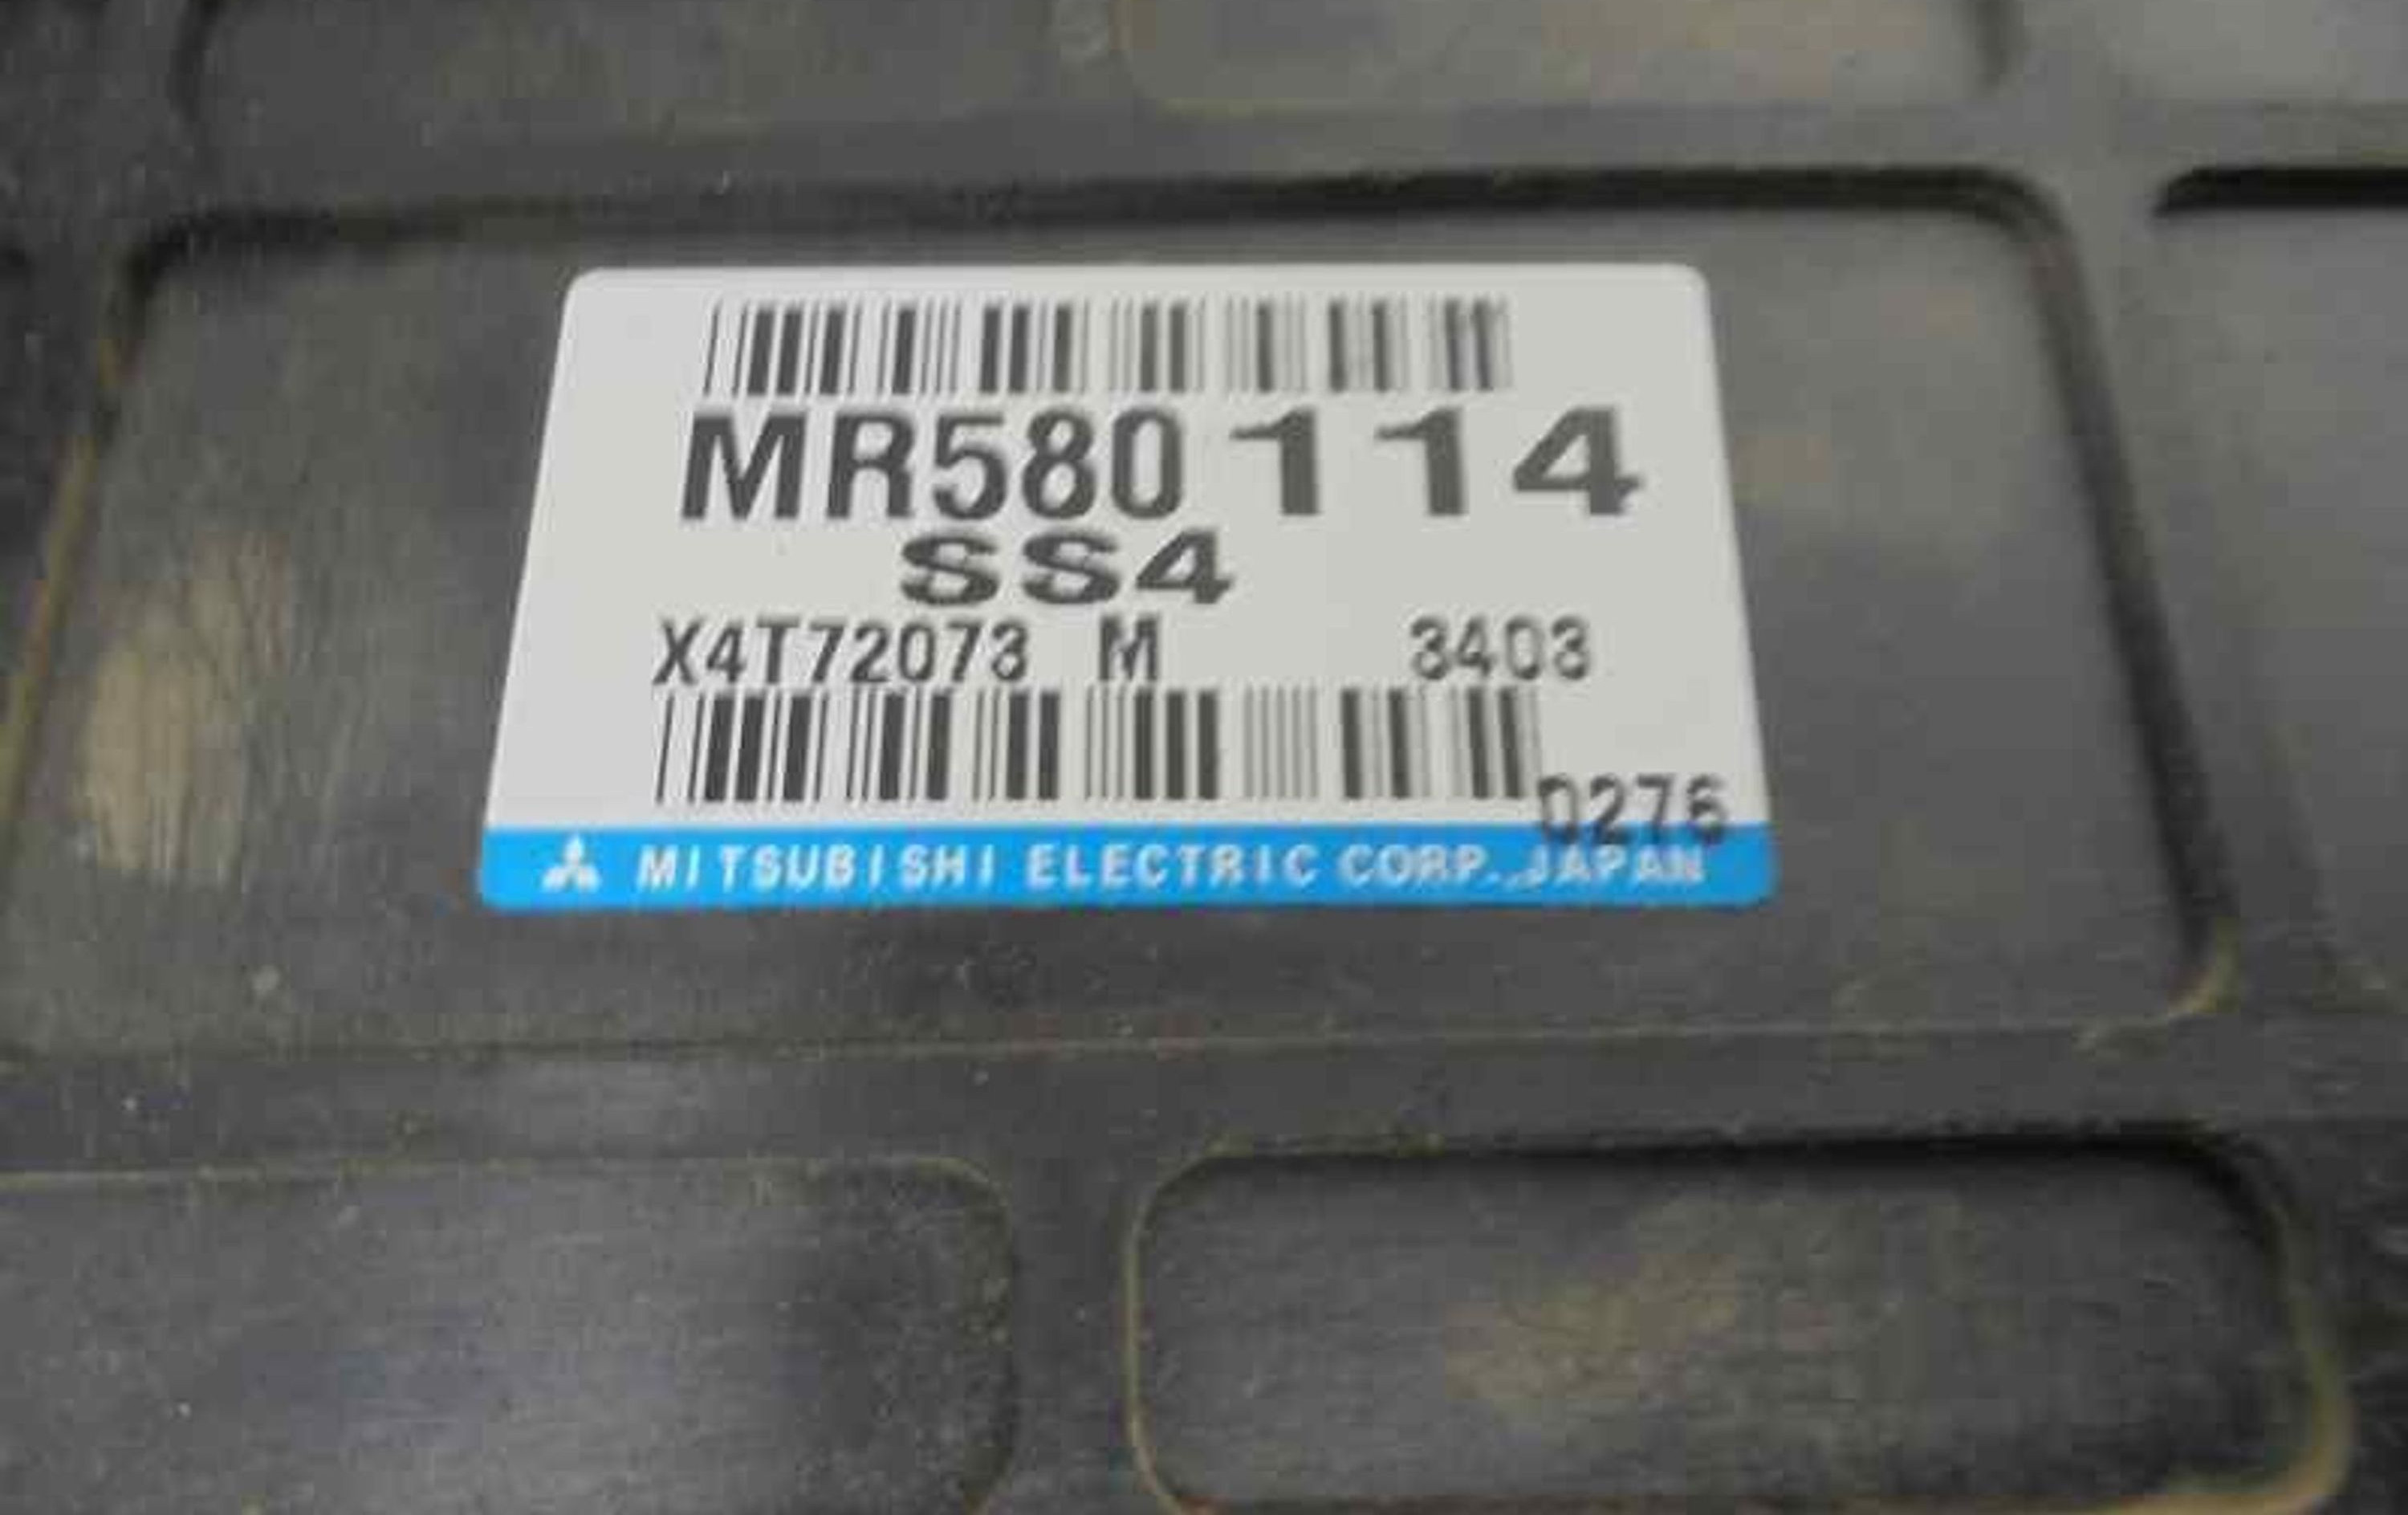 MR580114
SS4
X4T72073 M 3403
0276
MITSUBISHI ELECTRIC CORP. JAPAN